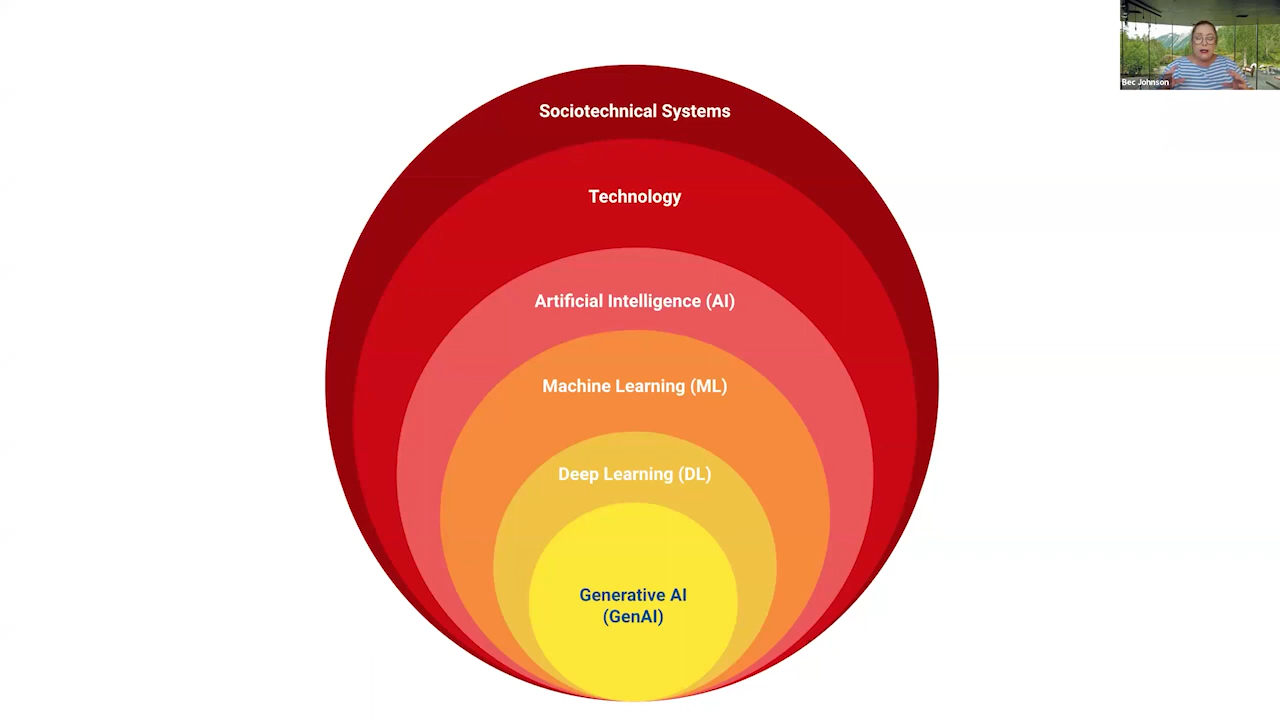 Sociotechnical Systems
Technology
Artificial Intelligence (AI)
Machine Learning (ML)
Deep Learning (DL)
Generative AI
(GenAI)
Bec Johnson